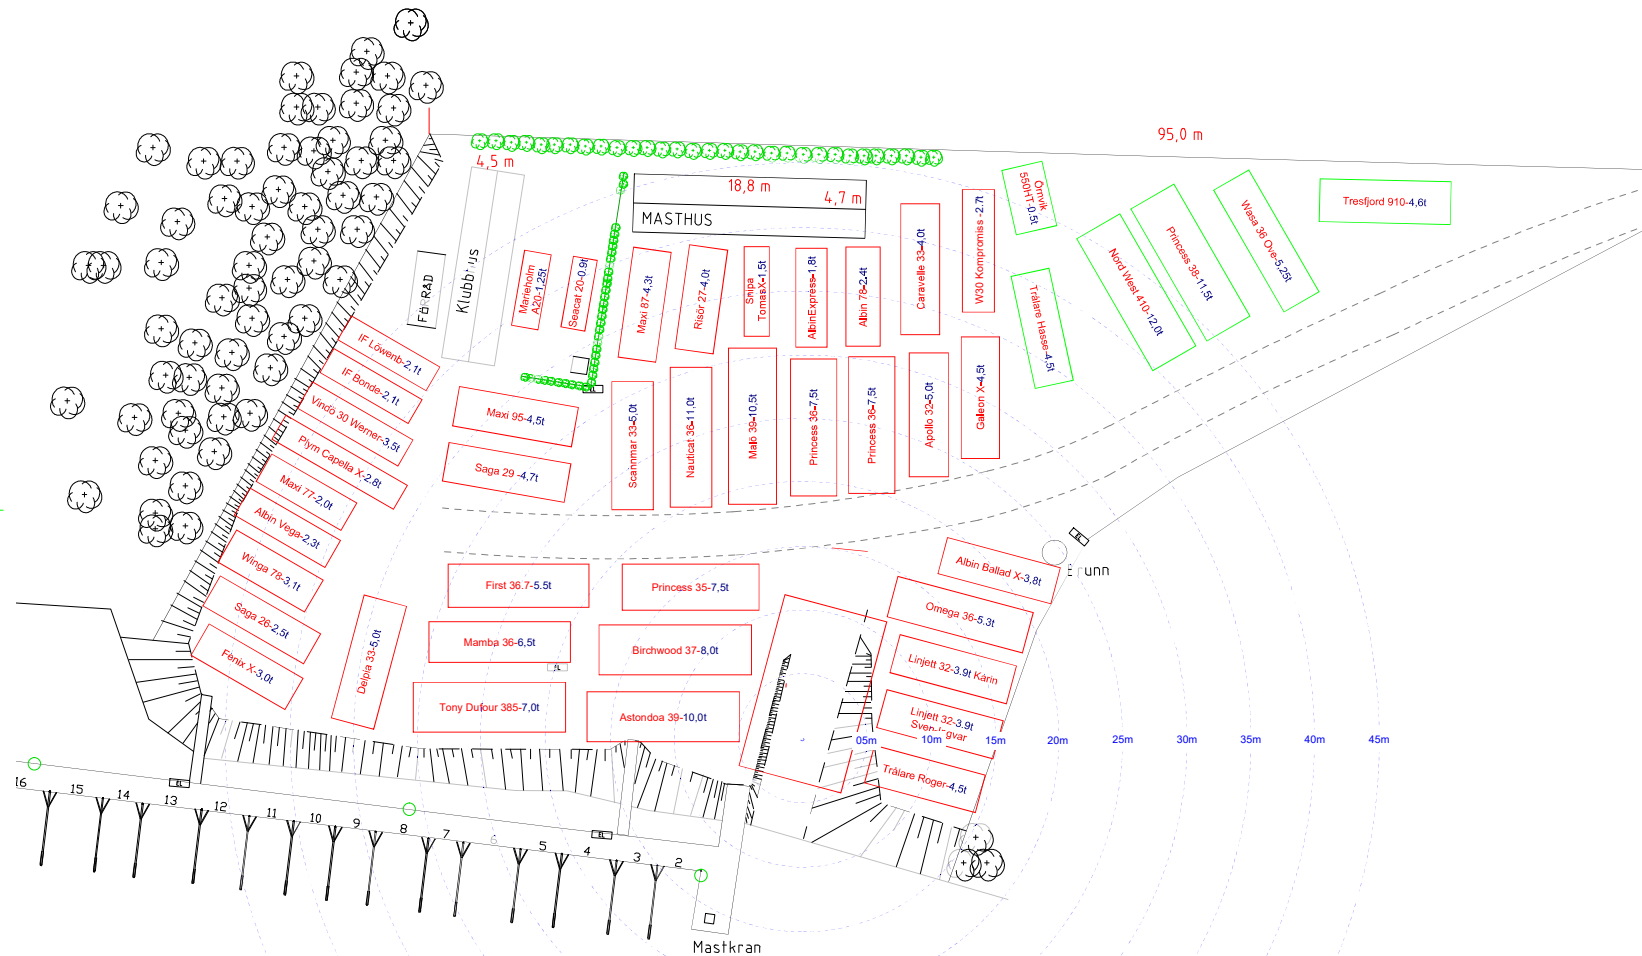 95,0 m
4,5 m
18,8 m
4,7 m
MASTHUS
Klubbhus
FÖRRÅD
Marieholm
A20-1,25t
Seacat 20-0.9t
Maxi 87-4,3t
Risör 27-4,0t
Snipa
TomasX-1,5t
AlbinExpress-1,8t
Albin 78-2,4t
Caravelle 33-4,0t
W30 Kompromiss -2.7t
Örnvik
550HT-0.5t
Trålare Hasse-4,5t
Nord West 410-12,0t
Princess 38-11,5t
Wasa 36 Ove-5,25t
Tresfjord 910-4,6t
IF Löwenb-2,1t
IF Bonde-2,1t
Vindö 30 Werner-3,5t
Plym Capella X-2,8t
Maxi 77-2,0t
Albin Vega-2,3t
Winga 78-3,1t
Saga 26-2,5t
Fenix X-3,0t
Maxi 95-4,5t
Saga 29 -4,7t
Scannmar 33-5,0t
Nauticat 36-11,0t
Malö 39-10,5t
Princess 36-7,5t
Princess 36-7,5t
Apollo 32-5,0t
Galeon X-4,5t
EL
Brunn
Delpia 33-5,0t
First 36.7-5.5t
Princess 35-7,5t
Mamba 36-6,5t
Birchwood 37-8,0t
EL
Tony Dufour 385-7,0t
Astondoa 39-10,0t
Albin Ballad X-3,8t
Omega 36-5.3t
Linjett 32-3.9t Karin
Linjett 32-3.9t
Sven-Ingvar
Trålare Roger-4,5t
05m
10m
15m
20m
25m
30m
35m
40m
45m
EL
EL
16
15
14
13
12
11
10
9
8
7
6
5
4
3
2
Mastkran